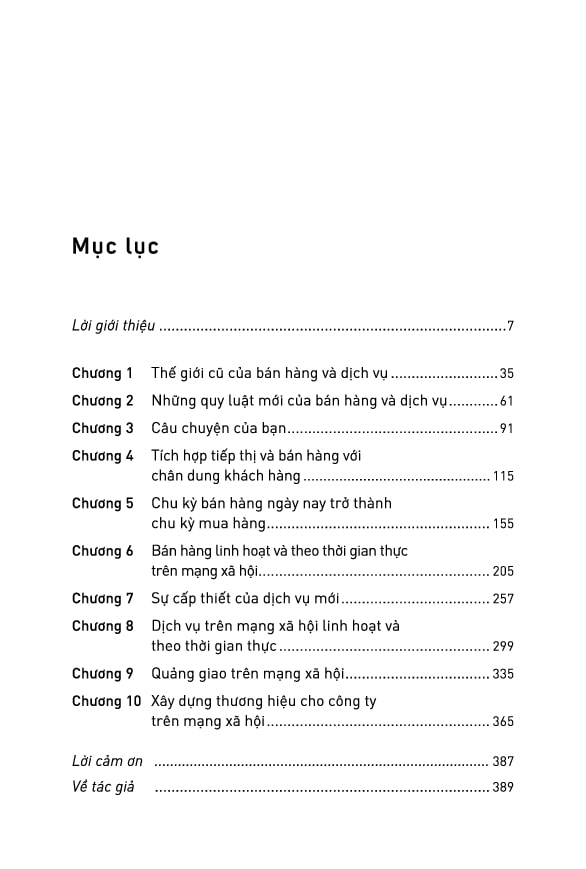 Mục lục
Lời giới thiệu ....................................................................................7
Chương 1 Thế giới cũ của bán hàng và dịch vụ ..........................35
Chương 2 Những quy luật mới của bán hàng và dịch vụ............61
Chương 3 Câu chuyện của bạn...................................................91
Chương 4 Tích hợp tiếp thị và bán hàng với
chân dung khách hàng ............................................... 115
Chương 5 Chu kỳ bán hàng ngày nay trở thành
chu kỳ mua hàng...................................................... 155
Chương 6 Bán hàng linh hoạt và theo thời gian thực
trên mạng xã hội........................................................ 205
Chương 7 Sự cấp thiết của dịch vụ mới.................................... 257
Chương 8 Dịch vụ trên mạng xã hội linh hoạt và
theo thời gian thực ................................................... 299
Chương 9 Quảng giao trên mạng xã hội................................... 335
Chương 10 Xây dựng thương hiệu cho công ty
trên mạng xã hội...................................................... 365
Lời cảm ơn ................................................................................. 387
Về tác giả ................................................................................. 389